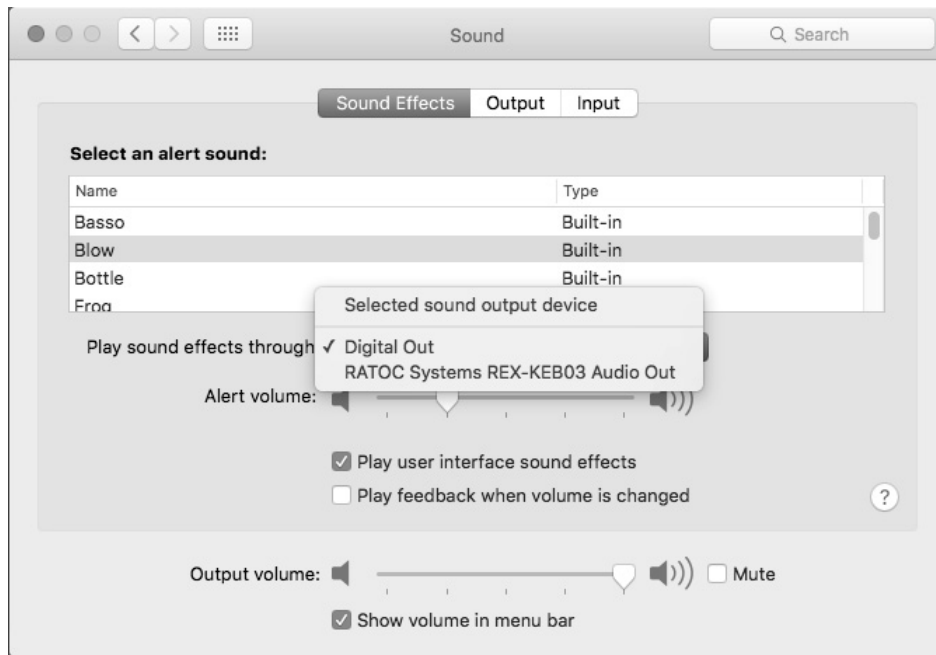 Sound
Search
Sound Effects Output Input
Select an alert sound:
Name Type
Basso Built-in
Blow Built-in
Bottle Built-in
Frog
Selected sound output device
Play sound effects through ✓ Digital Out
RATOC Systems REX-KEB03 Audio Out
Alert volume:
Play user interface sound effects
Play feedback when volume is changed
?
Output volume: Mute
Show volume in menu bar